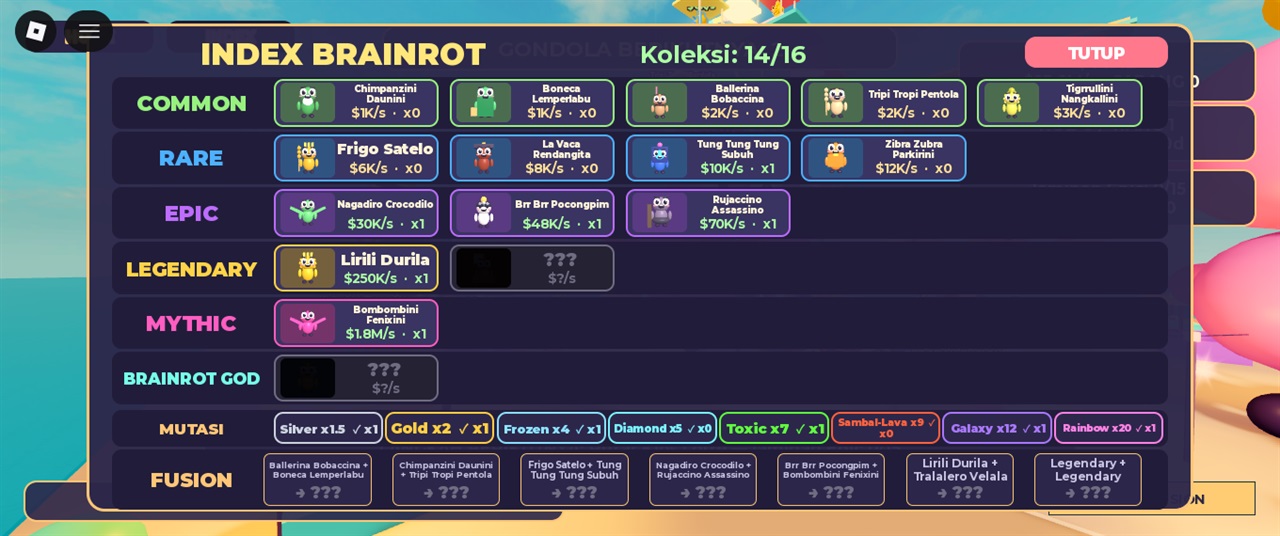 INDEX BRAINROT
Koleksi: 14/16
TUTUP
COMMON
Chimpanzini
Daunini
$1K/s · x0
Boneca
Lemperlabu
$1K/s · x0
Ballerina
Bobaccina
$2K/s · x0
Tripi Tropi Pentola
$2K/s · x0
Tigrrullini
Nangkallini
$3K/s · x0
RARE
Frigo Satelo
$6K/s · x0
La Vaca
Rendangita
$8K/s · x0
Tung Tung Tung
Subuh
$10K/s · x1
Zibra Zubra
Parkirini
$12K/s · x0
EPIC
Nagadiro Crocodilo
$30K/s · x1
Brr Brr Pocongpim
$48K/s · x1
Rujaccino
Assassino
$70K/s · x1
LEGENDARY
Lirili Durila
$250K/s · x1
???
$?/s
MYTHIC
Bombombini
Fenixini
$1.8M/s · x1
BRAINROT GOD
???
$?/s
MUTASI
Silver x1.5 ✓ x1
Gold x2 ✓ x1
Frozen x4 ✓ x1
Diamond x5 ✓ x0
Toxic x7 ✓ x1
Sambal-Lava x9 ✓
x0
Galaxy x12 ✓ x1
Rainbow x20 ✓ x1
FUSION
Ballerina Bobaccina +
Boneca Lemperlabu
→ ???
Chimpanzini Daunini
+ Tripi Tropi Pentola
→ ???
Frigo Satelo + Tung
Tung Tung Subuh
→ ???
Nagadiro Crocodilo +
Rujaccino Assassino
→ ???
Brr Brr Pocongpim +
Bombombini Fenixini
→ ???
Lirili Durila +
Tralalero Velala
→ ???
Legendary +
Legendary
→ ???